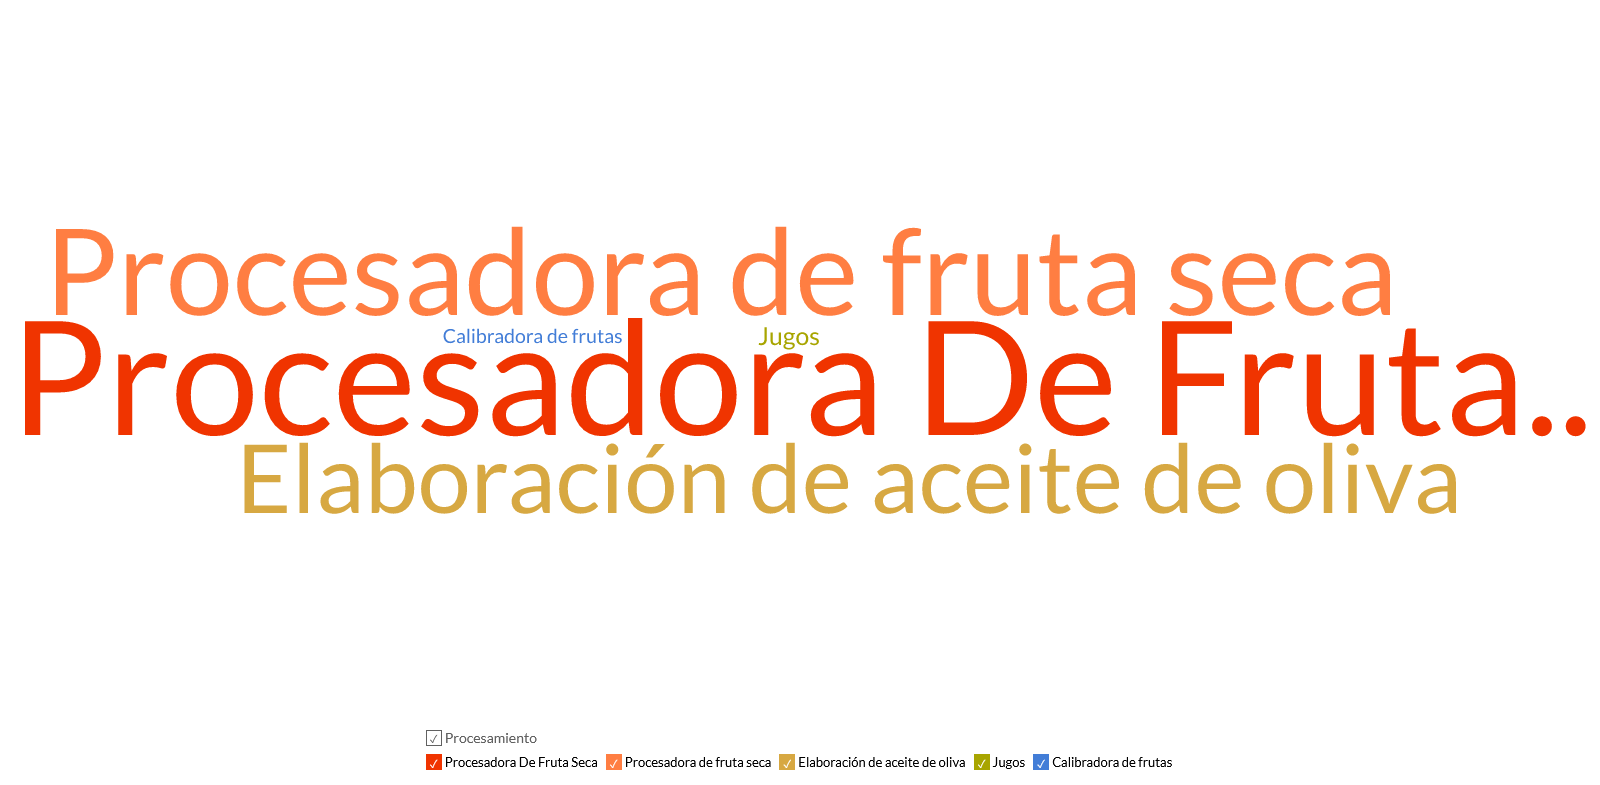 Procesadora de fruta seca
Calibradora de frutas
Jugos
Procesadora De Fruta..
Elaboración de aceite de oliva
Procesamiento
Procesadora De Fruta Seca
Procesadora de fruta seca
Elaboración de aceite de oliva
Jugos
Calibradora de frutas